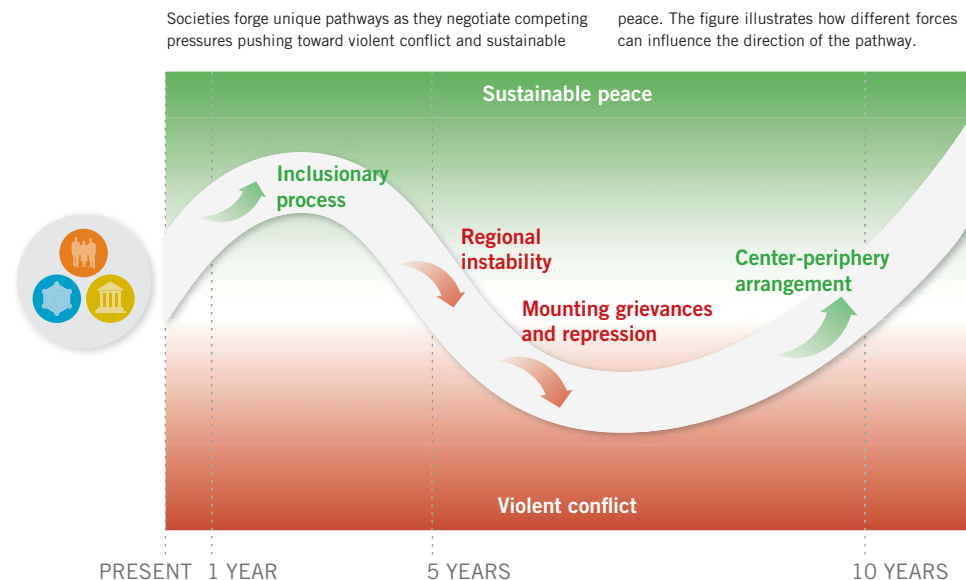 Societies forge unique pathways as they negotiate competing
pressures pushing toward violent conflict and sustainable
peace. The figure illustrates how different forces
can influence the direction of the pathway.
Sustainable peace
Inclusionary
process
Regional
instability
Mounting grievances
and repression
Center-periphery
arrangement
Violent conflict
PRESENT
1 YEAR
5 YEARS
10 YEARS